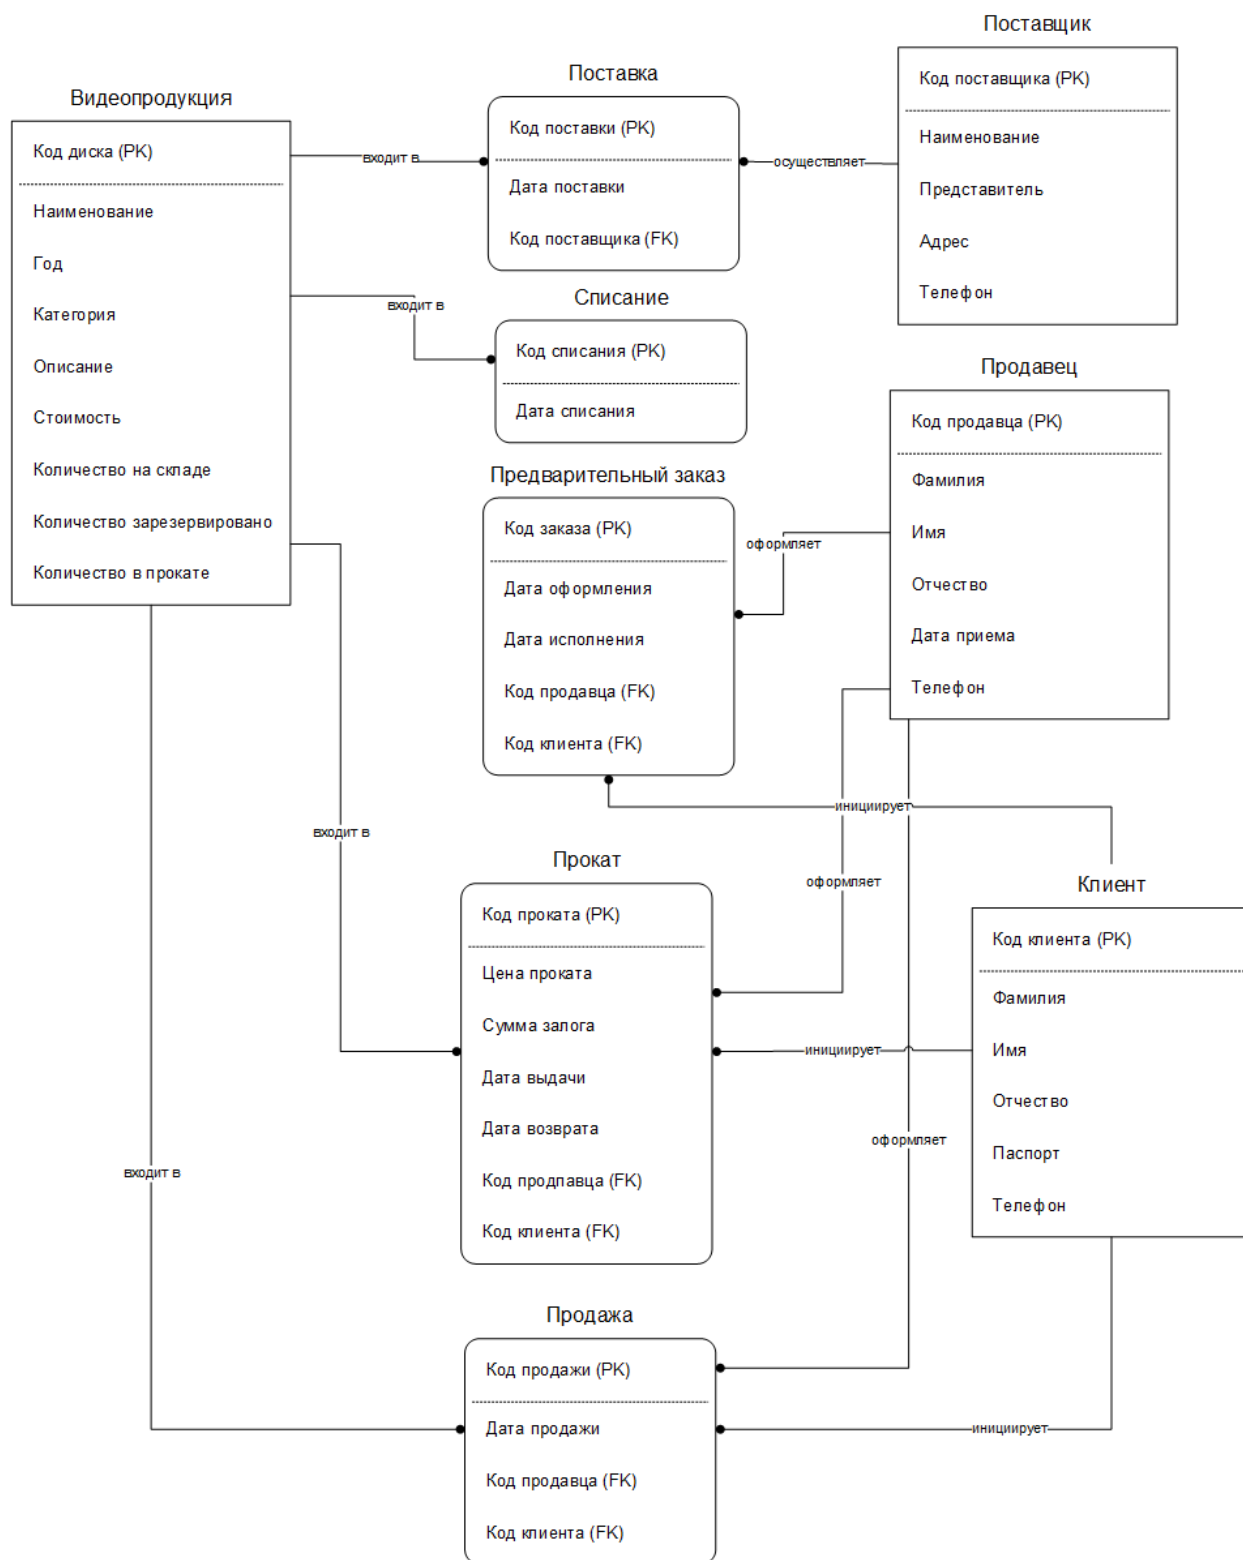 Поставщик
Код поставщика (PK)
Наименование
Представитель
Адрес
Телефон
Поставка
Код поставки (PK)
Дата поставки
Код поставщика (FK)
осуществляет
Видеопродукция
Код диска (PK)
Наименование
Год
Категория
Описание
Стоимость
Количество на складе
Количество зарезервировано
Количество в прокате
входит в
входит в
Списание
Код списания (PK)
Дата списания
Продавец
Код продавца (PK)
Фамилия
Имя
Отчество
Дата приема
Телефон
Предварительный заказ
Код заказа (PK)
Дата оформления
Дата исполнения
Код продавца (FK)
Код клиента (FK)
оформляет
инициирует
входит в
оформляет
Прокат
Код проката (PK)
Цена проката
Сумма залога
Дата выдачи
Дата возврата
Код продпавца (FK)
Код клиента (FK)
инициирует
Клиент
Код клиента (PK)
Фамилия
Имя
Отчество
Паспорт
Телефон
оформляет
входит в
Продажа
Код продажи (PK)
Дата продажи
Код продавца (FK)
Код клиента (FK)
инициирует